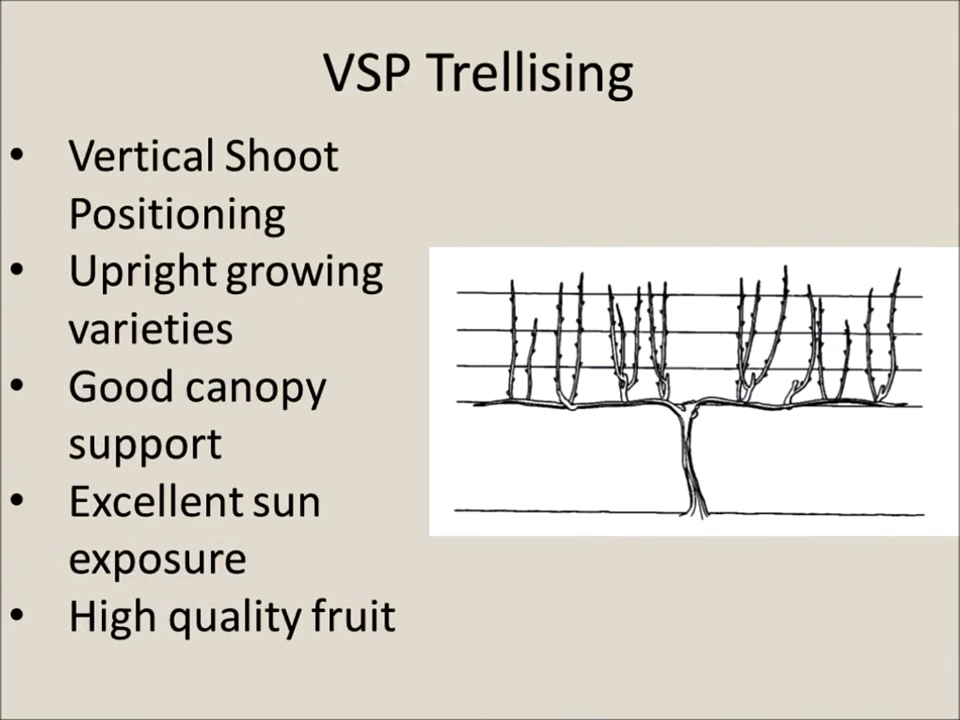 VSP Trellising
• Vertical Shoot
Positioning
• Upright growing
varieties
• Good canopy
support
• Excellent sun
exposure
• High quality fruit